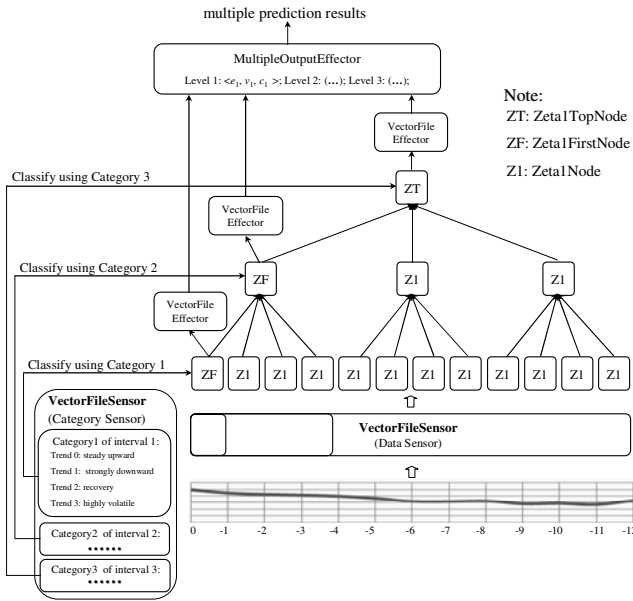 multiple prediction results
MultipleOutputEffector
Level 1: <e1, v1, c1 >; Level 2: (...); Level 3: (...);
Note:
ZT: Zeta1TopNode
ZF: Zeta1FirstNode
Z1: Zeta1Node
VectorFile
Effector
Classify using Category 3
ZT
VectorFile
Effector
Classify using Category 2
ZF
Z1
Z1
VectorFile
Effector
Classify using Category 1
ZF Z1 Z1 Z1 Z1 Z1 Z1 Z1 Z1 Z1 Z1 Z1
VectorFileSensor
(Category Sensor)
Category1 of interval 1:
Trend 0: steady upward
Trend 1: strongly downward
Trend 2: recovery
Trend 3: highly volatile
Category2 of interval 2:
......
Category3 of interval 3:
......
VectorFileSensor
(Data Sensor)
0 -1 -2 -3 -4 -5 -6 -7 -8 -9 -10 -11 -12